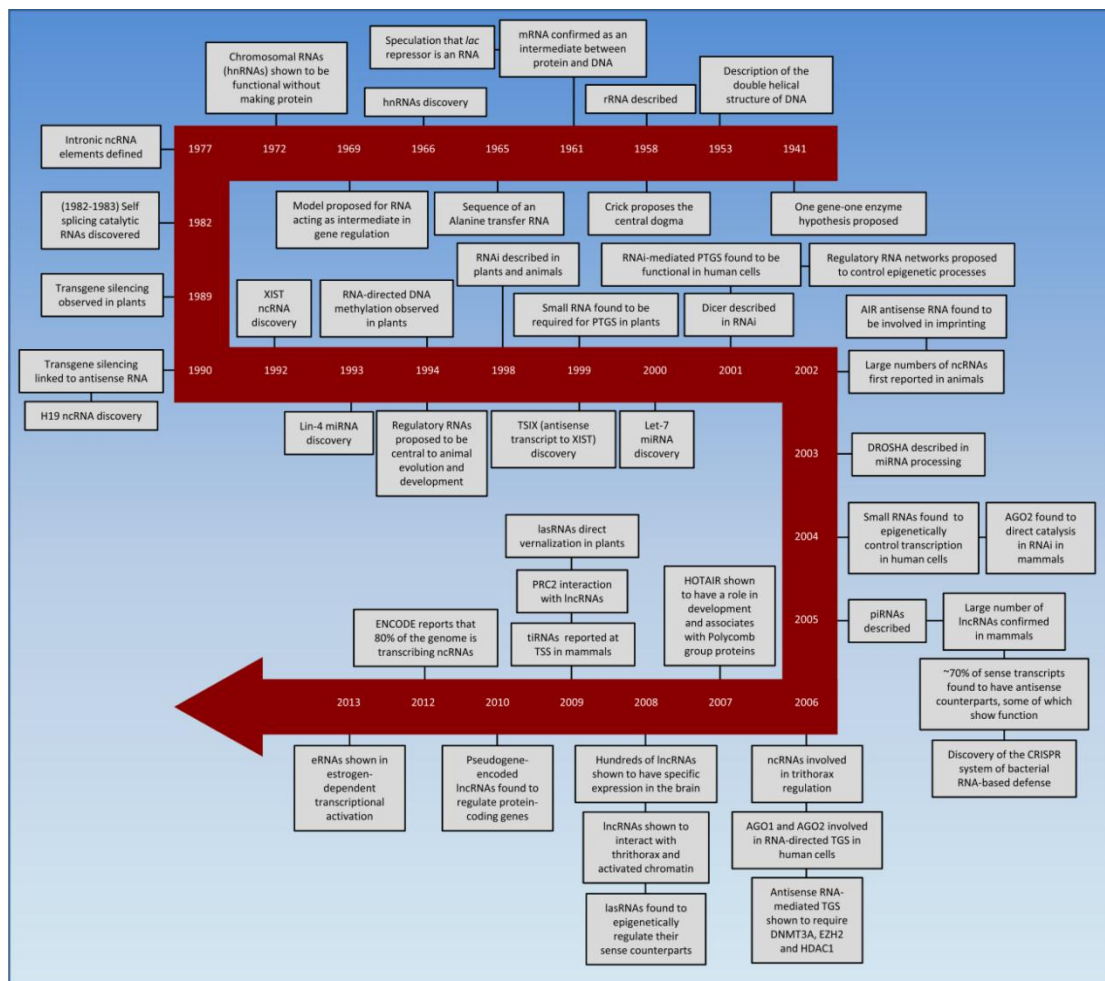 Speculation that lac
repressor is an RNA
mRNA confirmed as an
intermediate between
protein and DNA
Chromosomal RNAs
(hnRNAs) shown to be
functional without
making protein
Description of the
double helical
structure of DNA
hnRNAs discovery
rRNA described
Intronic ncRNA
elements defined
1977
1972
1969
1966
1965
1961
1958
1953
1941
(1982-1983) Self
splicing catalytic
RNAs discovered
1982
Model proposed for RNA
acting as intermediate in
gene regulation
Sequence of an
Alanine transfer RNA
Crick proposes the
central dogma
One gene-one enzyme
hypothesis proposed
RNAi described in
plants and animals
RNAi-mediated PTGS found to be
functional in human cells
Regulatory RNA networks proposed
to control epigenetic processes
Transgene silencing
observed in plants
1989
XIST
ncRNA
discovery
RNA-directed DNA
methylation observed
in plants
Small RNA found to be
required for PTGS in plants
Dicer described
in RNAi
AIR antisense RNA found
to be involved in imprinting
Transgene silencing
linked to antisense RNA
1990
1992
1993
1994
1998
1999
2000
2001
2002
Large numbers of ncRNAs
first reported in animals
H19 ncRNA discovery
Lin-4 miRNA
discovery
Regulatory RNAs
proposed to be
central to animal
evolution and
development
TSIX (antisense
transcript to XIST)
discovery
Let-7
miRNA
discovery
2003
DROSHA described in
miRNA processing
lasRNAs direct
vernalization in plants
2004
Small RNAs found to
epigenetically
control transcription
in human cells
AGO2 found to
direct catalysis
in RNAi in
mammals
PRC2 interaction
with lncRNAs
HOTAIR shown
to have a role in
development
and associates
with Polycomb
group proteins
2005
piRNAs
described
Large number of
lncRNAs confirmed
in mammals
ENCODE reports that
80% of the genome is
transcribing ncRNAs
tiRNAs reported at
TSS in mammals
~70% of sense transcripts
found to have antisense
counterparts, some of which
show function
2013
2012
2010
2009
2008
2007
2006
Discovery of the CRISPR
system of bacterial
RNA-based defense
eRNAs shown in
estrogen-
dependent
transcriptional
activation
Pseudogene-
encoded
lncRNAs found to
regulate protein-
coding genes
Hundreds of lncRNAs
shown to have specific
expression in the brain
ncRNAs
involved in
trithorax
regulation
lncRNAs shown to
interact with
thrithorax and
activated chromatin
AGO1 and AGO2 involved
in RNA-directed TGS in
human cells
lasRNAs found to
epigenetically
regulate their
sense counterparts
Antisense RNA-
mediated TGS
shown to require
DNMT3A, EZH2
and HDAC1